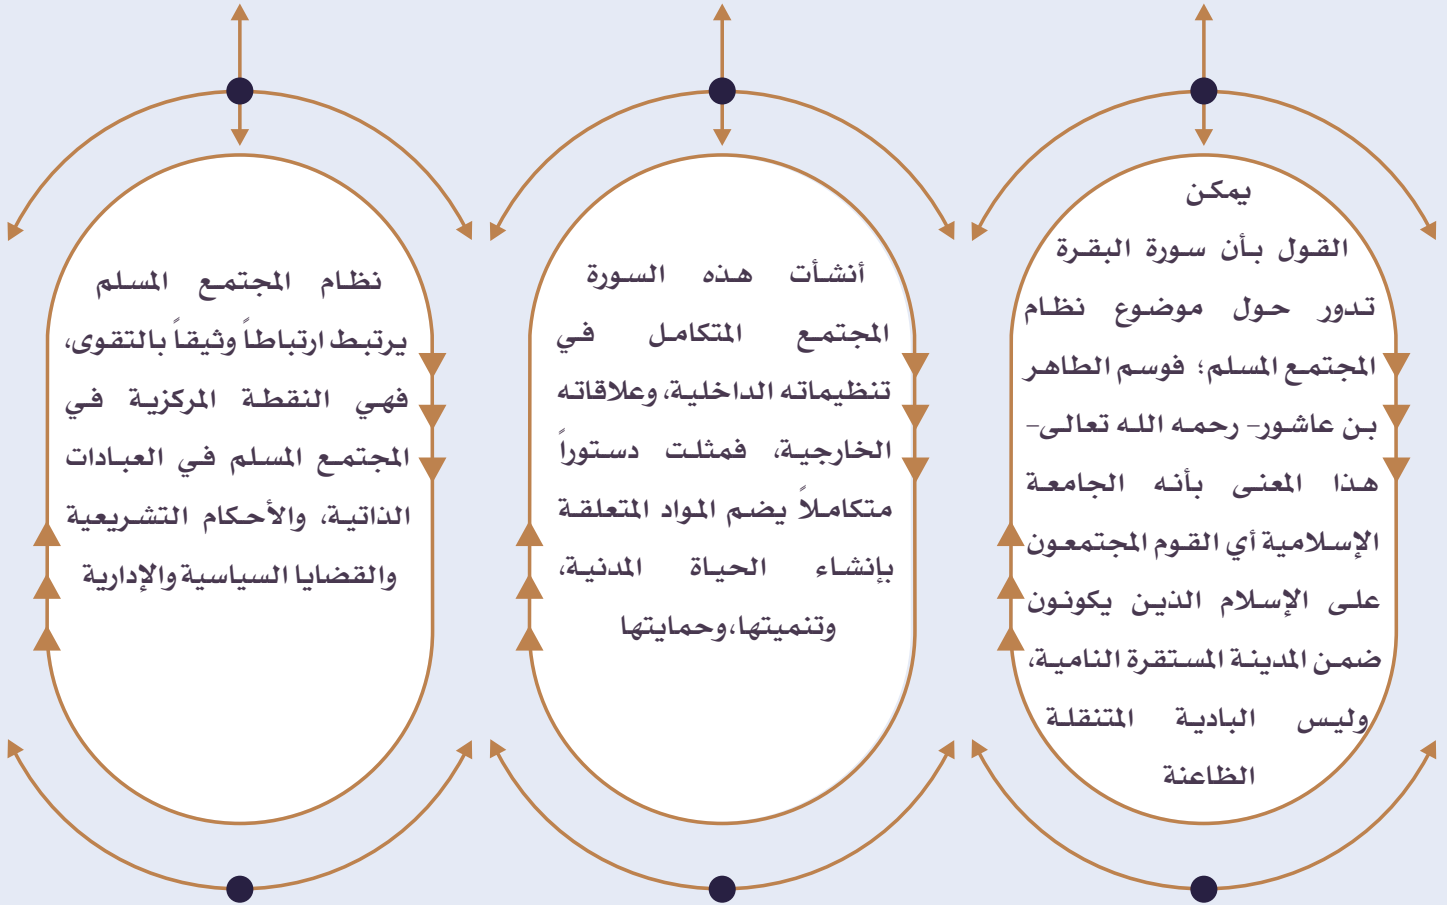 يمكن
القول بأن سورة البقرة
تدور حول موضوع نظام
المجتمع المسلم؛ فوسم الطاهر
بن عاشور– رحمه الله تعالى–
هذا المعنى بأنه الجامعة
الإسلامية أي القوم المجتمعون
على الإسلام الذين يكونون
ضمن المدينة المستقرة النامية،
وليس البادية المتنقلة
الظاعنة
أنشأت هذه السورة
المجتمع المتكامل في
تنظيماته الداخلية، وعلاقاته
الخارجية، فمثلت دستوراً
متكاملاً يضم المواد المتعلقة
بإنشاء الحياة المدنية،
وتنميتها، وحمايتها
نظام المجتمع المسلم
يرتبط ارتباطاً وثيقاً بالتقوى،
فهي النقطة المركزية في
المجتمع المسلم في العبادات
الذاتية، والأحكام التشريعية
والقضايا السياسية والإدارية